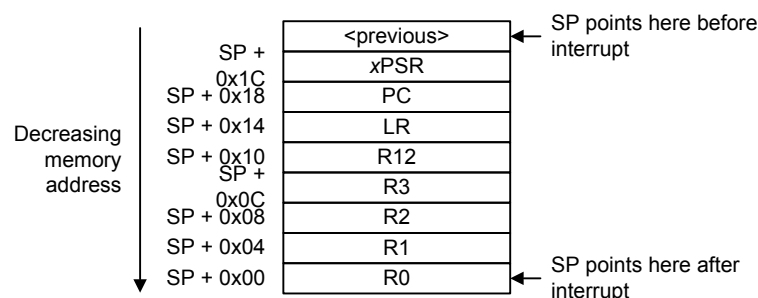 <previous>
SP points here before
interrupt
SP +
0x1C
xPSR
SP + 0x18
PC
SP + 0x14
LR
Decreasing
memory
address
SP + 0x10
R12
SP +
0x0C
R3
SP + 0x08
R2
SP + 0x04
R1
SP + 0x00
R0
SP points here after
interrupt